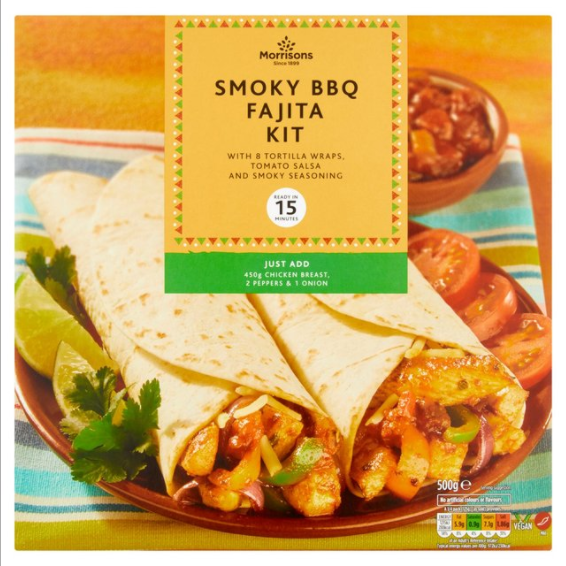 Morrisons
Since 1899
SMOKY BBQ
FAJITA
KIT
WITH 8 TORTILLA WRAPS,
TOMATO SALSA
AND SMOKY SEASONING
READY IN
15
MINUTES
JUST ADD
450g CHICKEN BREAST,
2 PEPPERS & 1 ONION
500g e
No artificial colours or flavours
VEGAN